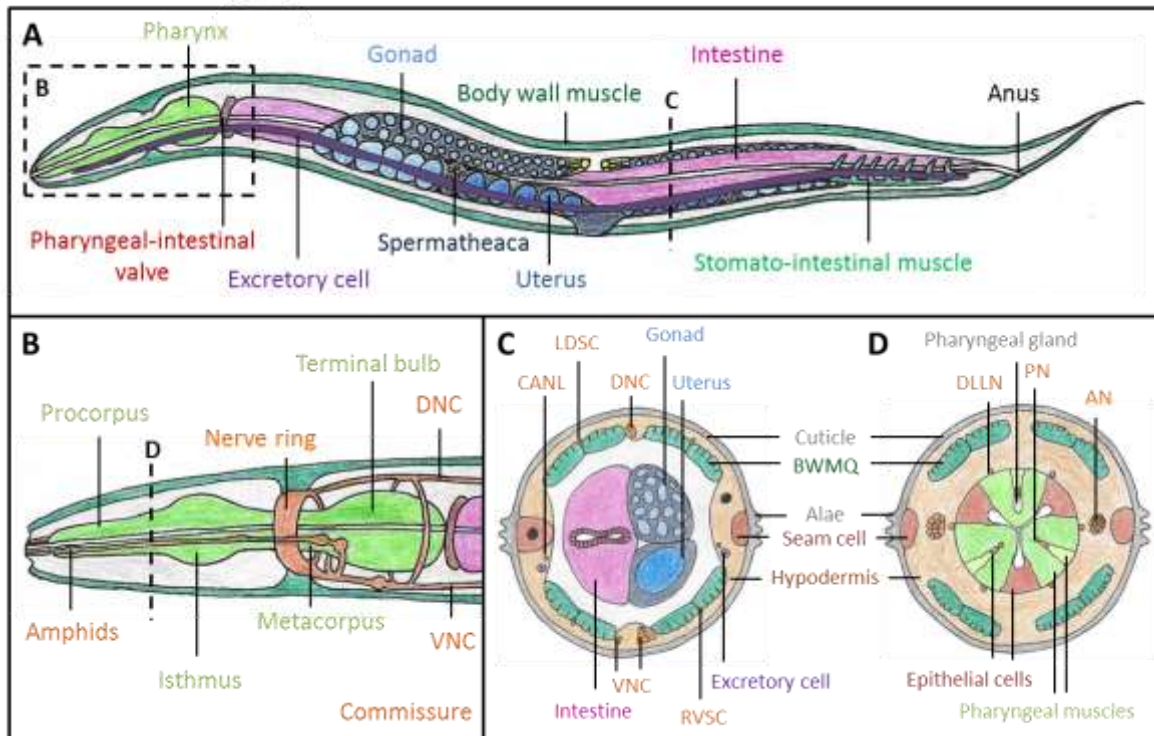 A
Pharynx
B
Gonad
Body wall muscle
C
Intestine
Anus
Pharyngeal-intestinal
valve
Excretory cell
Spermatheaca
Uterus
Stomato-intestinal muscle
B
Procorpus
D
Nerve ring
Terminal bulb
DNC
Amphids
Isthmus
Metacorpus
VNC
Commissure
C
LDSC
CANL
DNC
Gonad
Uterus
Cuticle
BWMQ
Alae
Seam cell
Hypodermis
Intestine
VNC
RVSC
Excretory cell
D
Pharyngeal gland
DLLN
PN
AN
Epithelial cells
Pharyngeal muscles